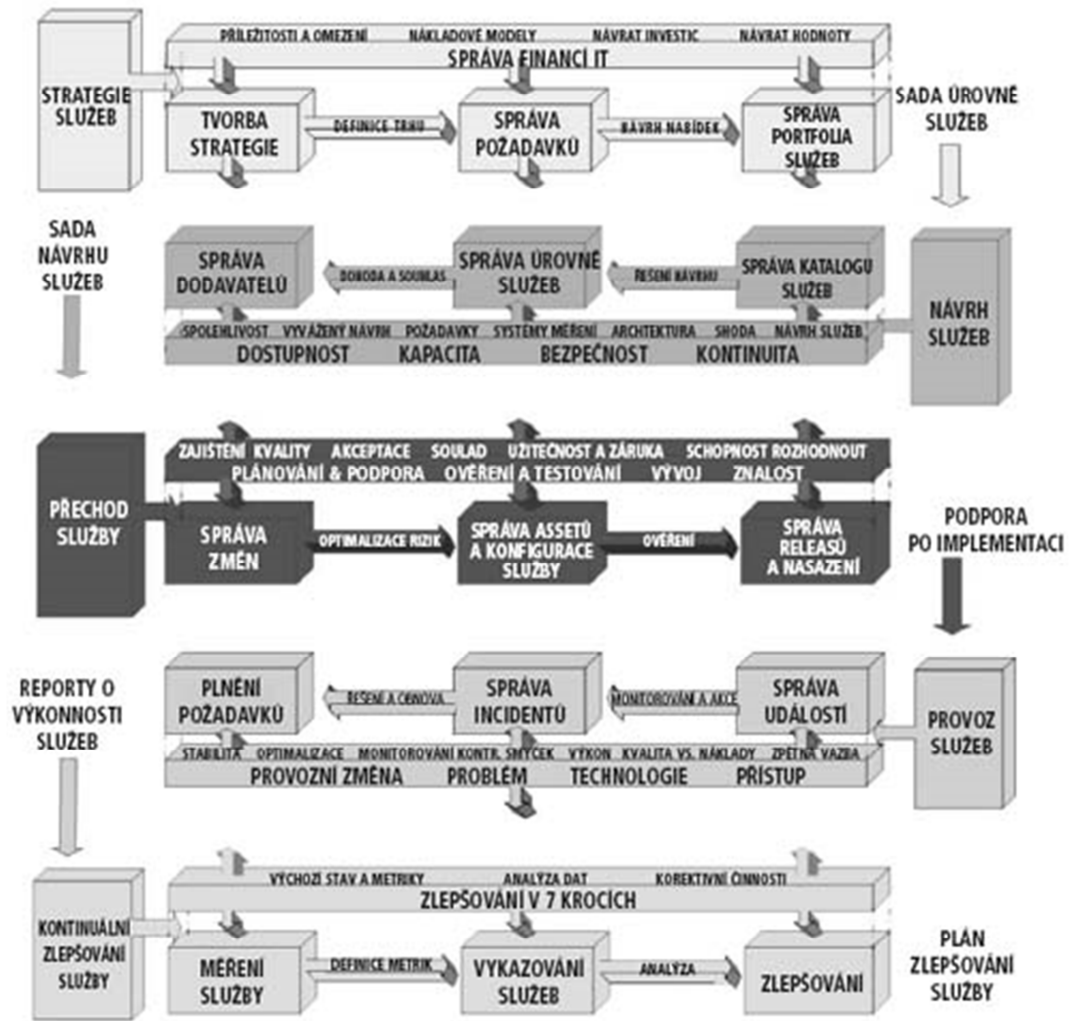 PŘÍLEŽITOSTI A OMEZENÍ NÁKLADOVÉ MODELY NÁVRAT INVESTIC NÁVRAT HODNOTY
SPRÁVA FINANCÍ IT
STRATEGIE
SLUŽEB
TVORBA
STRATEGIE
DEFINICE TRHU
SPRÁVA
POŽADAVKŮ
NÁVRH NABÍDEK
SPRÁVA
PORTFOLIA
SLUŽEB
SADA ÚROVNĚ
SLUŽEB
SADA
NÁVRHU
SLUŽEB
SPRÁVA
DODAVATELŮ
DOHODA A SOUHLAS
SPRÁVA ÚROVNĚ
SLUŽEB
ŘEŠENÍ NÁVRHU
SPRÁVA KATALOGU
SLUŽEB
NÁVRH
SLUŽEB
SPOLEHLIVOST VYVÁŽENÝ NÁVRH POŽADAVKY SYSTÉMY MĚŘENÍ ARCHITEKTURA SHODA NÁVRH SLUŽEB
DOSTUPNOST KAPACITA BEZPEČNOST KONTINUITA
ZAJIŠTĚNÍ KVALITY AKCEPTACE SOULAD UŽITEČNOST A ZÁRUKA SCHOPNOST ROZHODNOUT
PLÁNOVÁNÍ & PODPORA OVĚŘENÍ A TESTOVÁNÍ VÝVOJ ZNALOST
PŘECHOD
SLUŽBY
SPRÁVA
ZMĚN
OPTIMALIZACE RIZIK
SPRÁVA ASSETŮ
A KONFIGURACE
SLUŽBY
OVĚŘENÍ
SPRÁVA
RELEASŮ
A NASAZENÍ
PODPORA
PO IMPLEMENTACI
REPORTY O
VÝKONNOSTI
SLUŽEB
PLNĚNÍ
POŽADAVKŮ
ŘEŠENÍ A OBNOVA
SPRÁVA
INCIDENTŮ
MONITOROVÁNÍ A AKCE
SPRÁVA
UDÁLOSTÍ
PROVOZ
SLUŽEB
STABILITA OPTIMALIZACE MONITOROVÁNÍ KONTR. SMYČEK VÝKON KVALITA VS. NÁKLADY ZPĚTNÁ VAZBA
PROVOZNÍ ZMĚNA PROBLÉM TECHNOLOGIE PŘÍSTUP
VÝCHOZÍ STAV A METRIKY ANALÝZA DAT KOREKTIVNÍ ČINNOSTI
ZLEPŠOVÁNÍ V 7 KROCÍCH
KONTINUÁLNÍ
ZLEPŠOVÁNÍ
SLUŽBY
MĚŘENÍ
SLUŽBY
DEFINICE METRIK
VYKAZOVÁNÍ
SLUŽEB
ANALÝZA
ZLEPŠOVÁNÍ
PLÁN
ZLEPŠOVÁNÍ
SLUŽBY